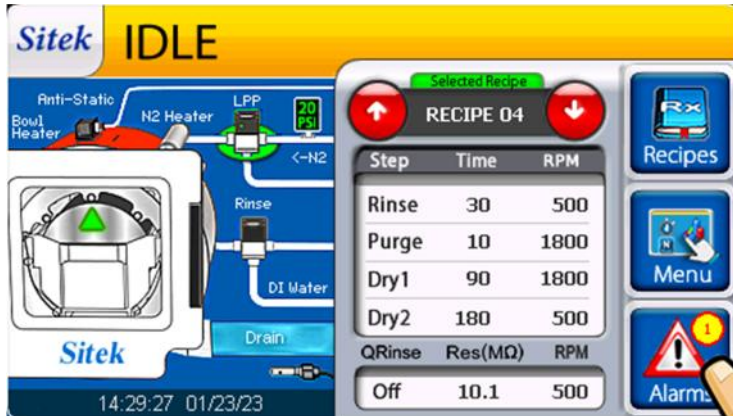 Sitek IDLE
Anti-Static
Bowl
Heater
N2 Heater
LPP
20
PSI
<-N2
Rinse
DI Water
Drain
Sitek
14:29:27 01/23/23
Selected Recipe
RECIPE 04
Step Time RPM
Rinse 30 500
Purge 10 1800
Dry1 90 1800
Dry2 180 500
QRinse Res(MΩ) RPM
Off 10.1 500
Rx
Recipes
Menu
1
Alarms